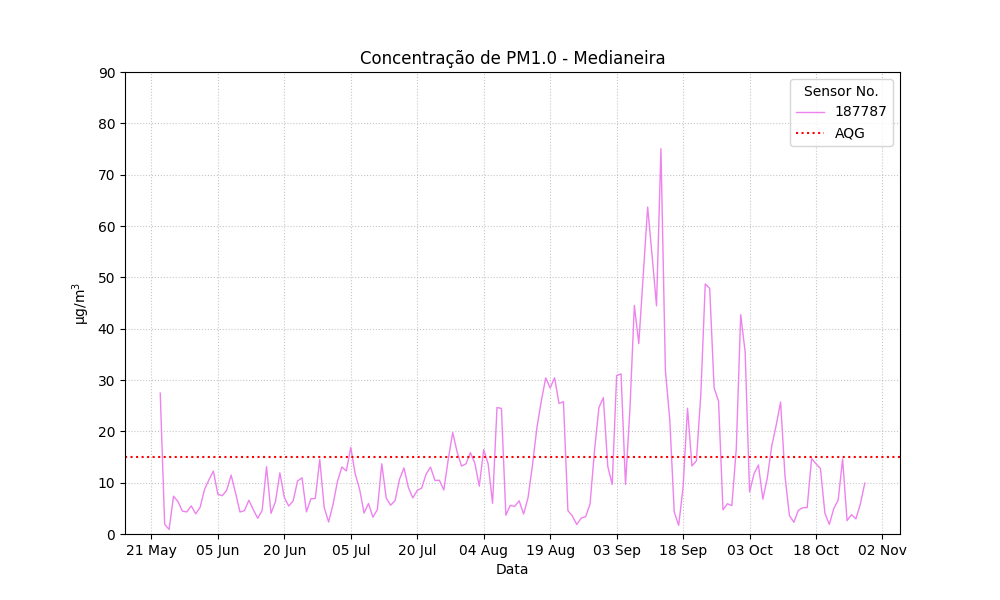 Concentração de PM1.0 - Medianeira
Sensor No.
187787
AQG
90
80
70
60
50
40
30
20
10
0
µg/m³
21 May 05 Jun 20 Jun 05 Jul 20 Jul 04 Aug 19 Aug 03 Sep 18 Sep 03 Oct 18 Oct 02 Nov
Data